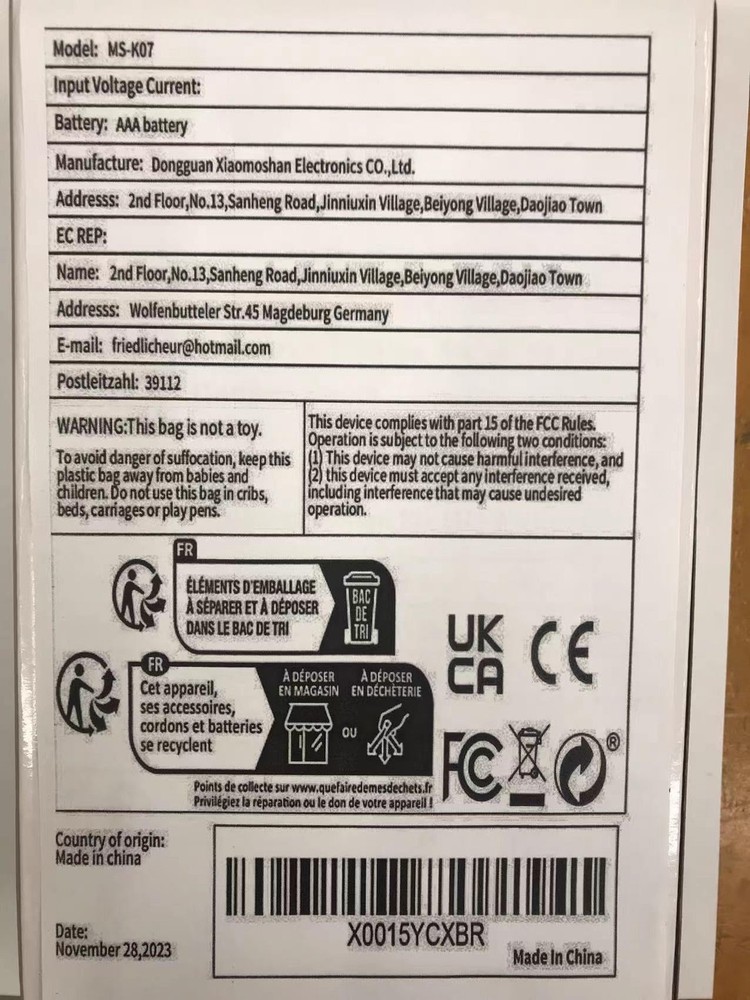 Model: MS-K07
Input Voltage Current:
Battery: AAA battery
Manufacture: Dongguan Xiaomoshan Electronics CO.,Ltd.
Addresss: 2nd Floor,No.13,Sanheng Road,Jinniuxin Village,Beiyong Village,Daojiao Town
EC REP:
Name: 2nd Floor,No.13,Sanheng Road,Jinniuxin Village,Beiyong Village,Daojiao Town
Addresss: Wolfenbutteler Str.45 Magdeburg Germany
E-mail: friedlicheur@hotmail.com
Postleitzahl: 39112
WARNING:This bag is not a toy.
To avoid danger of suffocation, keep this
plastic bag away from babies and
children. Do not use this bag in cribs,
beds, carriages or play pens.
This device complies with part 15 of the FCC Rules.
Operation is subject to the following two conditions:
(1) This device may not cause harmful interference, and
(2) this device must accept any interference received,
including interference that may cause undesired
operation.
FR
ÉLÉMENTS D'EMBALLAGE
À SÉPARER ET À DÉPOSER
DANS LE BAC DE TRI
BAC
DE
TRI
FR
Cet appareil,
ses accessoires,
cordons et batteries
se recyclent
À DÉPOSER
EN MAGASIN
OU
À DÉPOSER
EN DÉCHÈTERIE
Points de collecte sur www.quefairedemesdechets.fr
Privilégiez la réparation ou le don de votre appareil !
UK
CA
CE
FC
®
Country of origin:
Made in china
Date:
November 28,2023
X0015YCXBR
Made In China